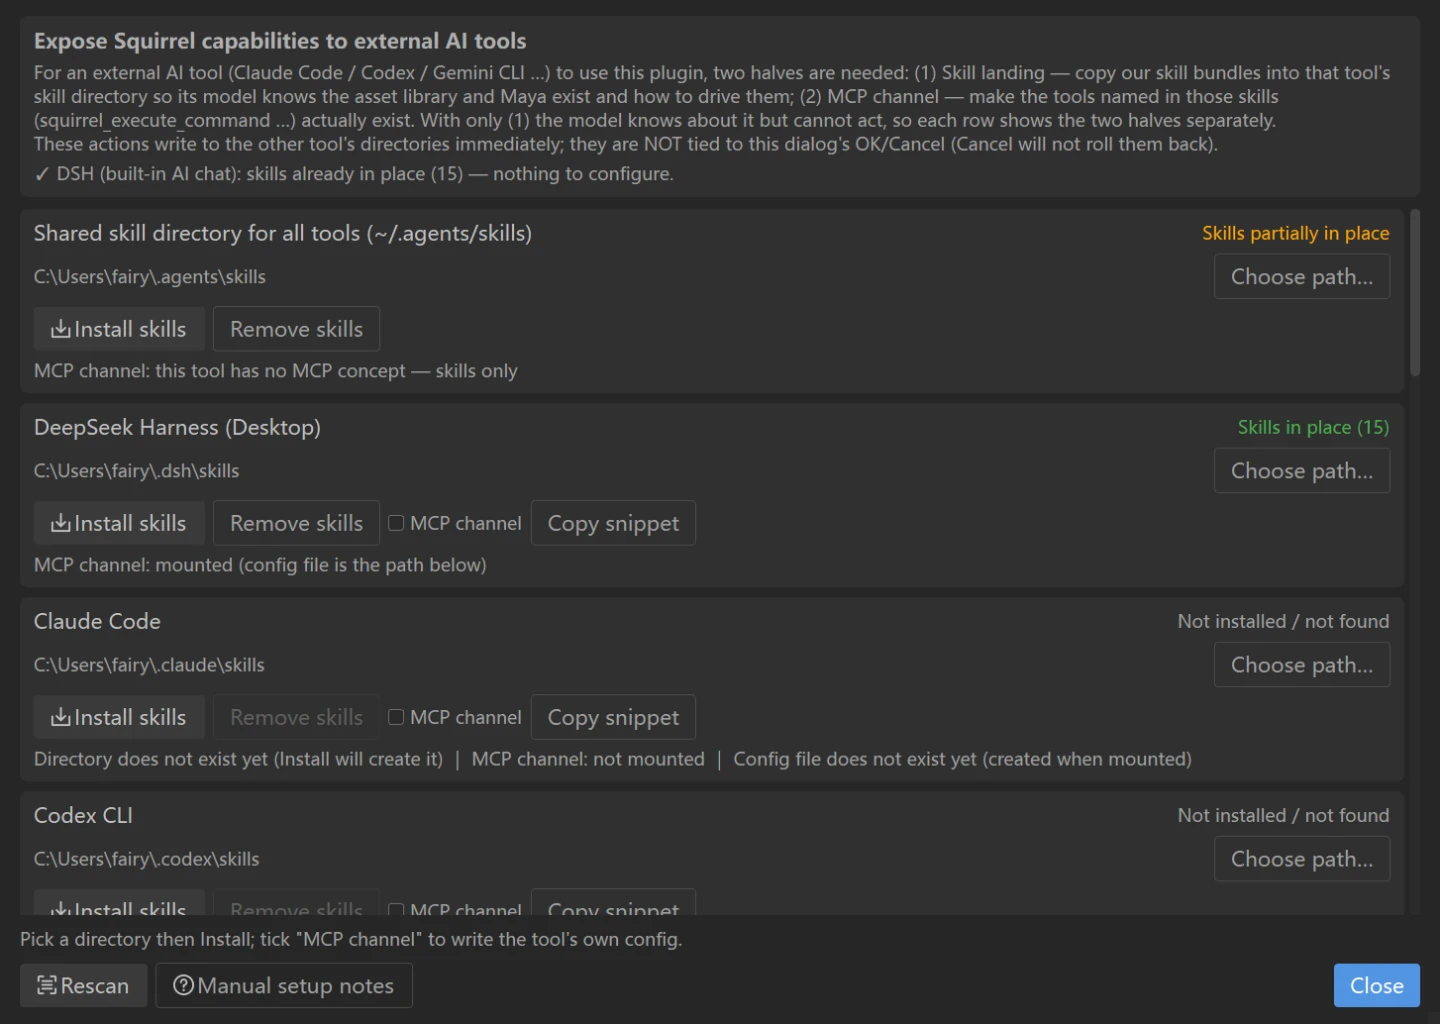 Expose Squirrel capabilities to external AI tools
For an external AI tool (Claude Code / Codex / Gemini CLI ...) to use this plugin, two halves are needed: (1) Skill landing — copy our skill bundles into that tool's
skill directory so its model knows the asset library and Maya exist and how to drive them; (2) MCP channel — make the tools named in those skills
(squirrel_execute_command ...) actually exist. With only (1) the model knows about it but cannot act, so each row shows the two halves separately.
These actions write to the other tool's directories immediately; they are NOT tied to this dialog's OK/Cancel (Cancel will not roll them back).
✓ DSH (built-in AI chat): skills already in place (15) — nothing to configure.
Shared skill directory for all tools (~/.agents/skills)
Skills partially in place
C:\Users\fairy\.agents\skills
Choose path...
Install skills
Remove skills
MCP channel: this tool has no MCP concept — skills only
DeepSeek Harness (Desktop)
Skills in place (15)
C:\Users\fairy\.dsh\skills
Choose path...
Install skills
Remove skills
MCP channel
Copy snippet
MCP channel: mounted (config file is the path below)
Claude Code
Not installed / not found
C:\Users\fairy\.claude\skills
Choose path...
Install skills
Remove skills
MCP channel
Copy snippet
Directory does not exist yet (Install will create it) | MCP channel: not mounted | Config file does not exist yet (created when mounted)
Codex CLI
Not installed / not found
C:\Users\fairy\.codex\skills
Choose path...
Install skills
Remove skills
MCP channel
Copy snippet
Pick a directory then Install; tick "MCP channel" to write the tool's own config.
Rescan
Manual setup notes
Close